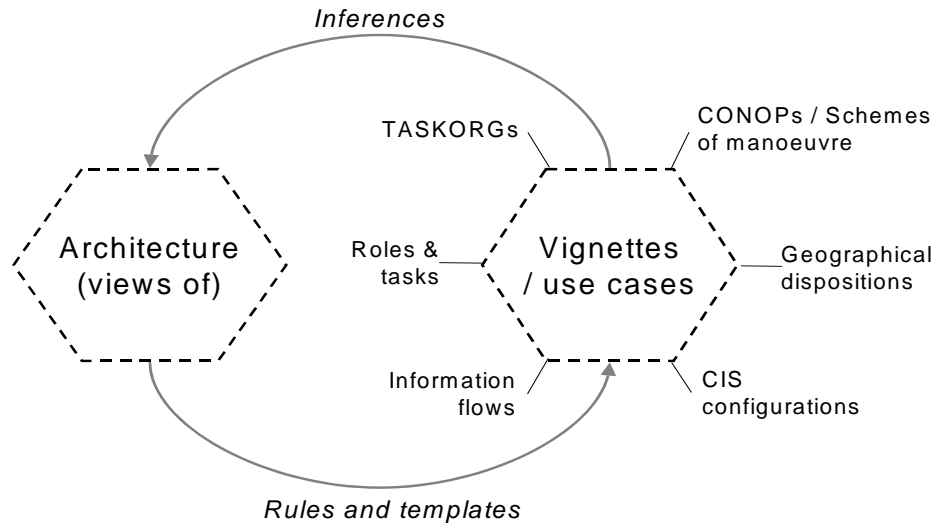 Inferences
TASKORGs
CONOPs / Schemes
of manoeuvre
Architecture
(views of)
Roles &
tasks
Vignettes
/ use cases
Geographical
dispositions
Information
flows
CIS
configurations
Rules and templates